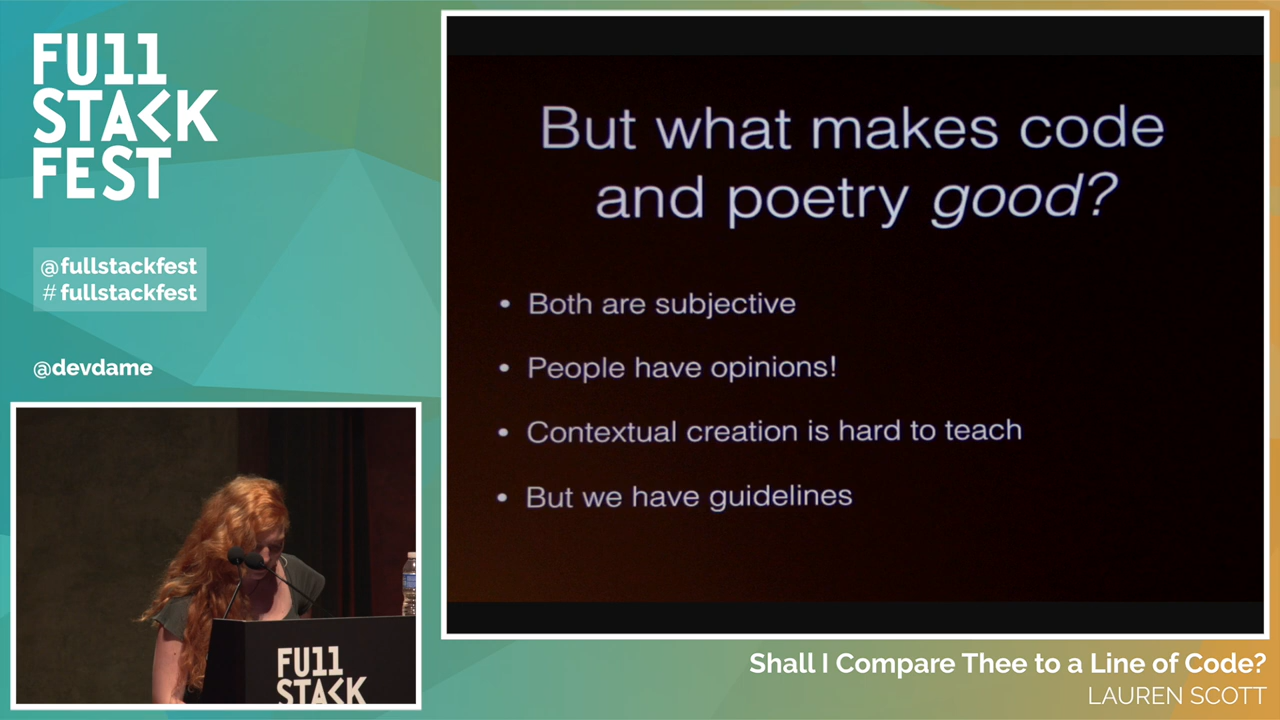 FU11
STACK
FEST
@fullstackfest
# fullstackfest
@devdame
But what makes code
and poetry good?
• Both are subjective
• People have opinions!
• Contextual creation is hard to teach
• But we have guidelines
FU11
STACK
Shall I Compare Thee to a Line of Code?
LAUREN SCOTT